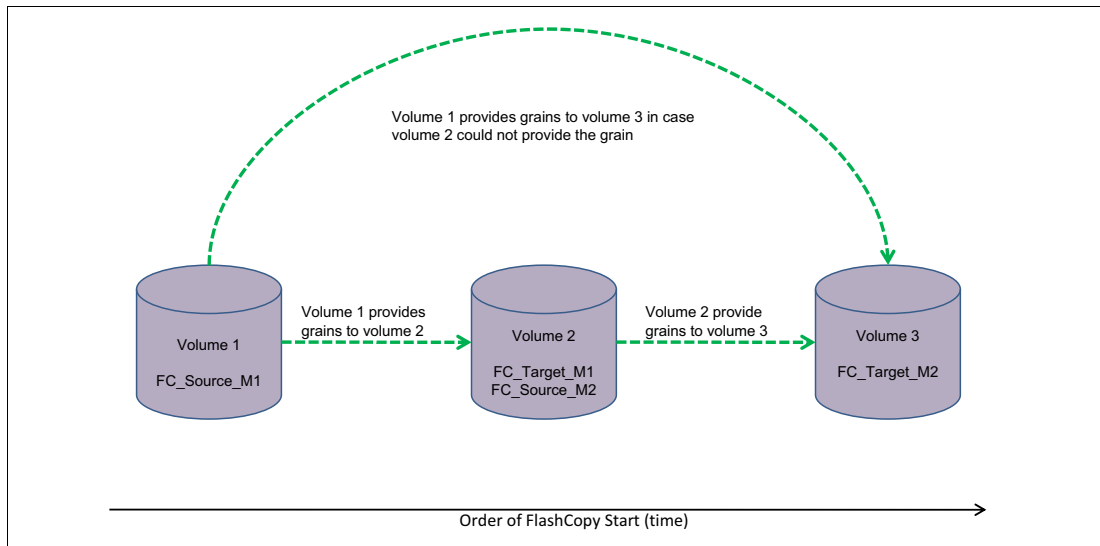 Volume 1 provides grains to volume 3 in case
volume 2 could not provide the grain
Volume 1 provides
grains to volume 2
Volume 2 provide
grains to volume 3
Volume 1
FC_Source_M1
Volume 2
FC_Target_M1
FC_Source_M2
Volume 3
FC_Target_M2
Order of FlashCopy Start (time)